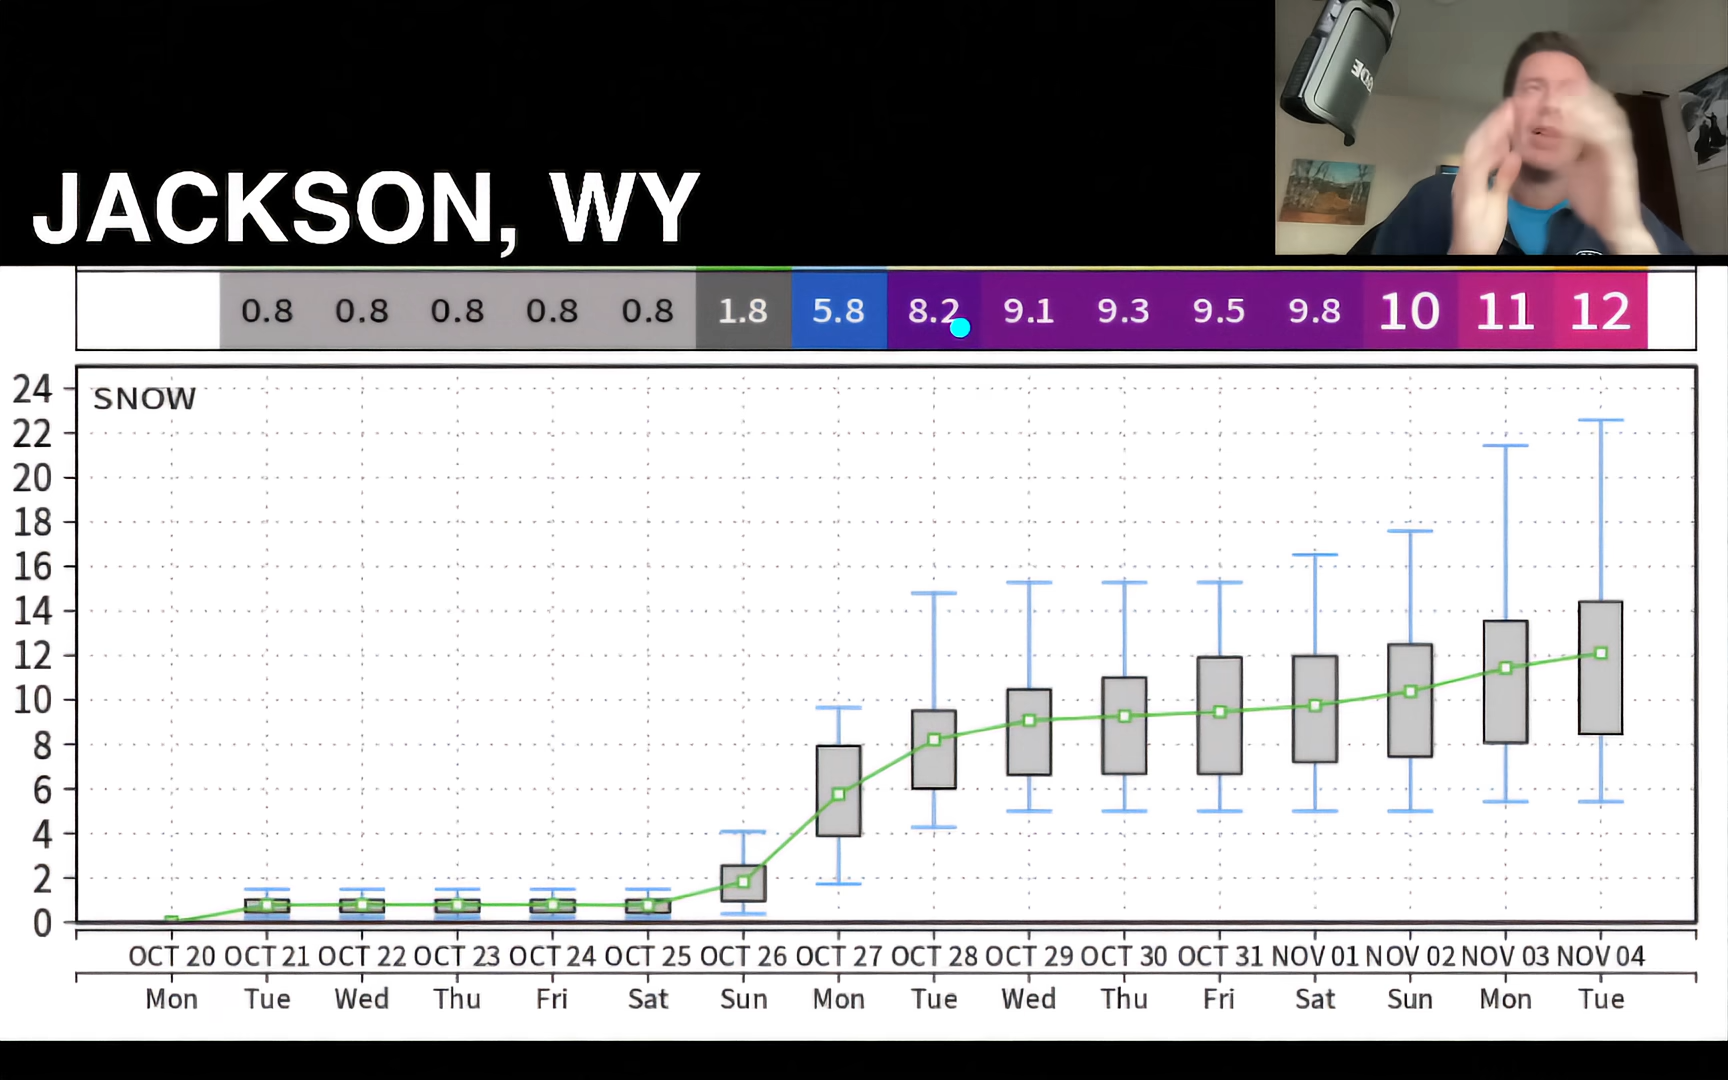 JACKSON, WY
0.8 0.8 0.8 0.8 0.8 1.8 5.8 8.2 9.1 9.3 9.5 9.8 10 11 12
SNOW
24
22
20
18
16
14
12
10
8
6
4
2
0
OCT 20 OCT 21 OCT 22 OCT 23 OCT 24 OCT 25 OCT 26 OCT 27 OCT 28 OCT 29 OCT 30 OCT 31 NOV 01 NOV 02 NOV 03 NOV 04
Mon Tue Wed Thu Fri Sat Sun Mon Tue Wed Thu Fri Sat Sun Mon Tue